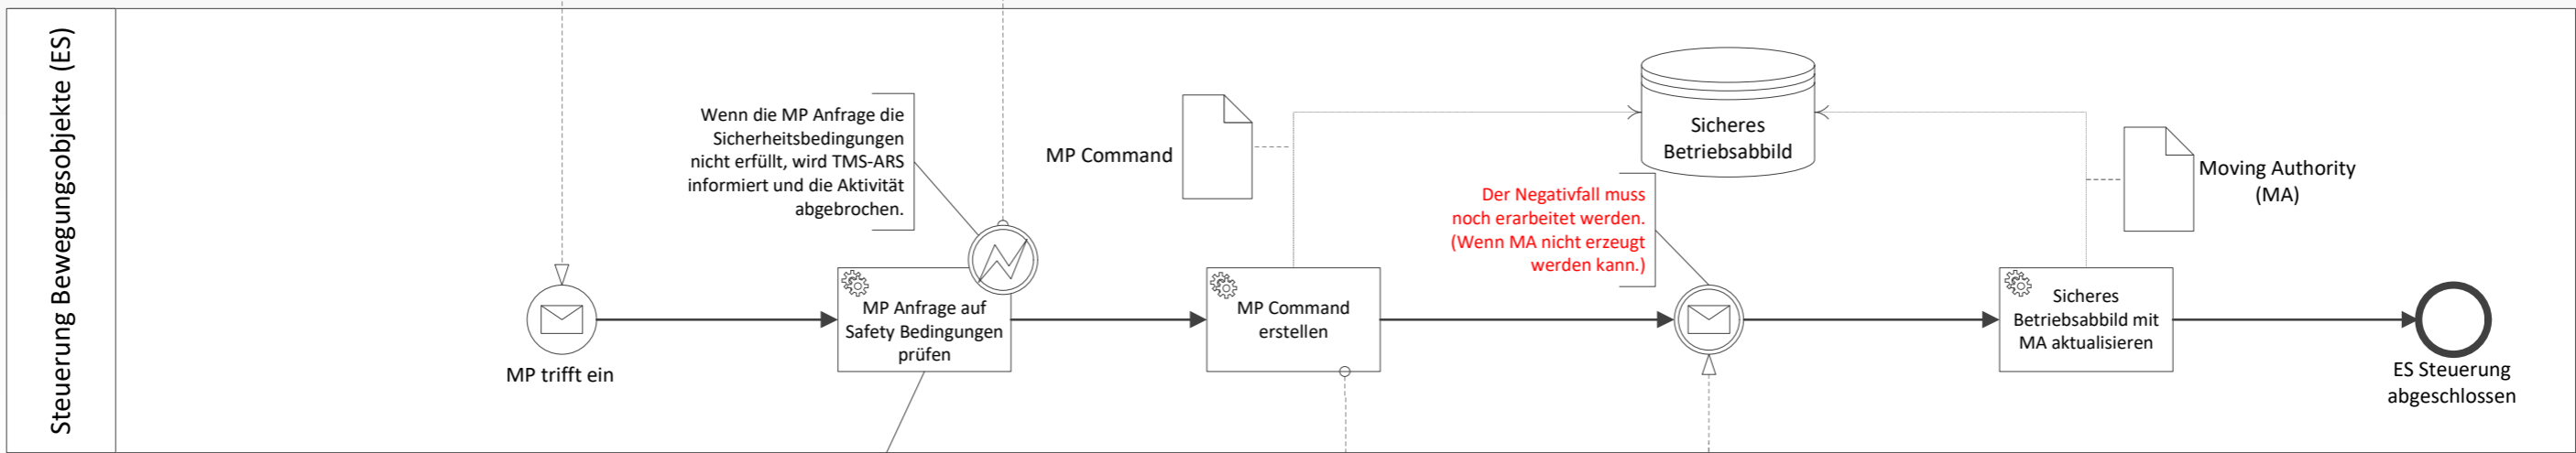 Steuerung Bewegungsobjekte (ES)
MP trifft ein
Wenn die MP Anfrage die
Sicherheitsbedingungen
nicht erfüllt, wird TMS-ARS
informiert und die Aktivität
abgebrochen.
MP Anfrage auf
Safety Bedingungen
prüfen
MP Command
MP Command
erstellen
Sicheres
Betriebsabbild
Der Negativfall muss
noch erarbeitet werden.
(Wenn MA nicht erzeugt
werden kann.)
Moving Authority
(MA)
Sicheres
Betriebsabbild mit
MA aktualisieren
ES Steuerung
abgeschlossen